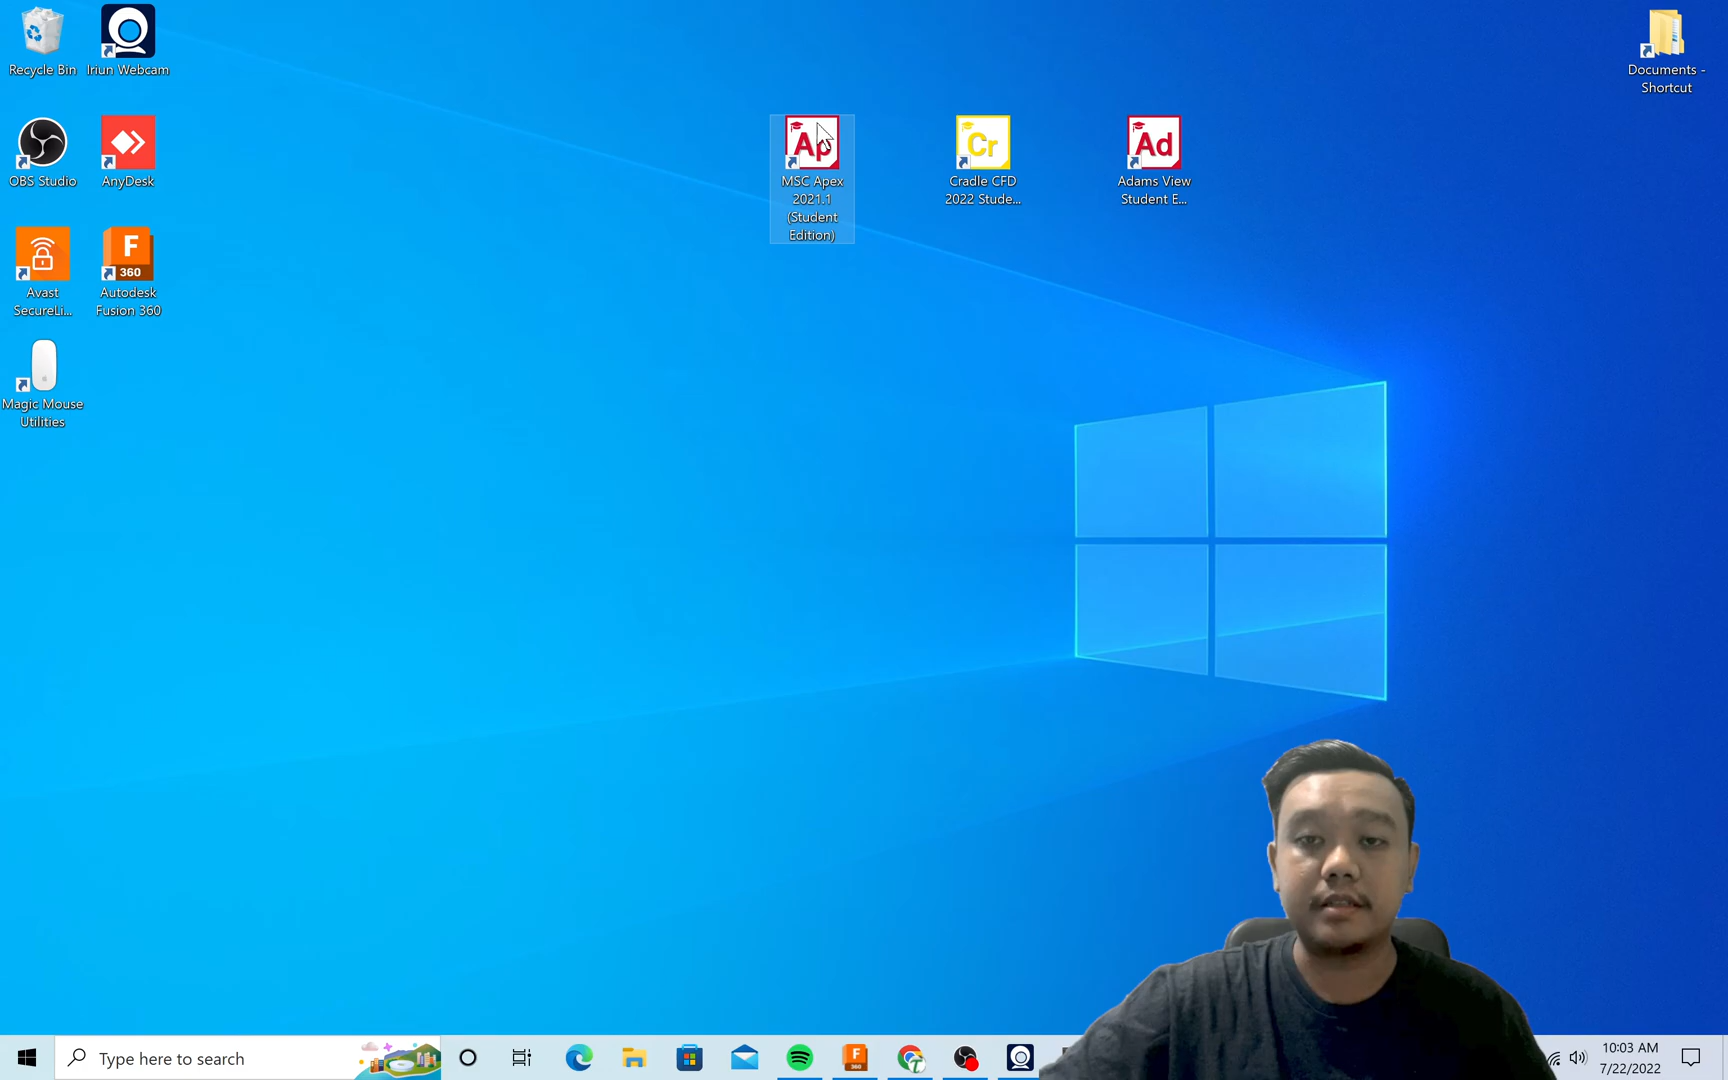 Recycle Bin
Iriun Webcam
Documents -
Shortcut
OBS Studio
AnyDesk
Ap
MSC Apex
2021.1
(Student
Edition)
Cr
Cradle CFD
2022 Stude...
Ad
Adams View
Student E...
Avast
SecureLi...
F
360
Autodesk
Fusion 360
Magic Mouse
Utilities
Type here to search
F
360
10:03 AM
7/22/2022